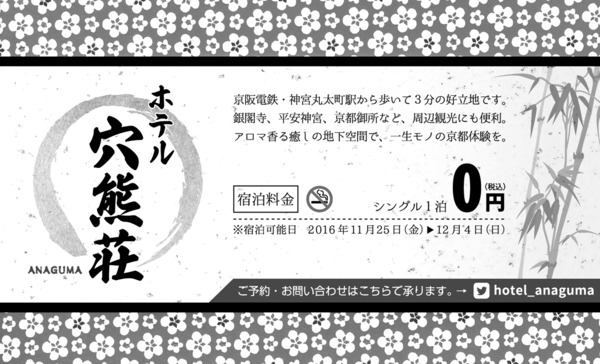 ホテル
穴熊荘
ANAGUMA
京阪電鉄・神宮丸太町駅から歩いて3分の好立地です。
銀閣寺、平安神宮、京都御所など、周辺観光にも便利。
アロマ香る癒しの地下空間で、一生モノの京都体験を。
宿泊料金
シングル1泊 0円 (税込)
※宿泊可能日 2016年11月25日(金)▶12月4日(日)
ご予約・お問い合わせはこちらで承ります。→ hotel_anaguma